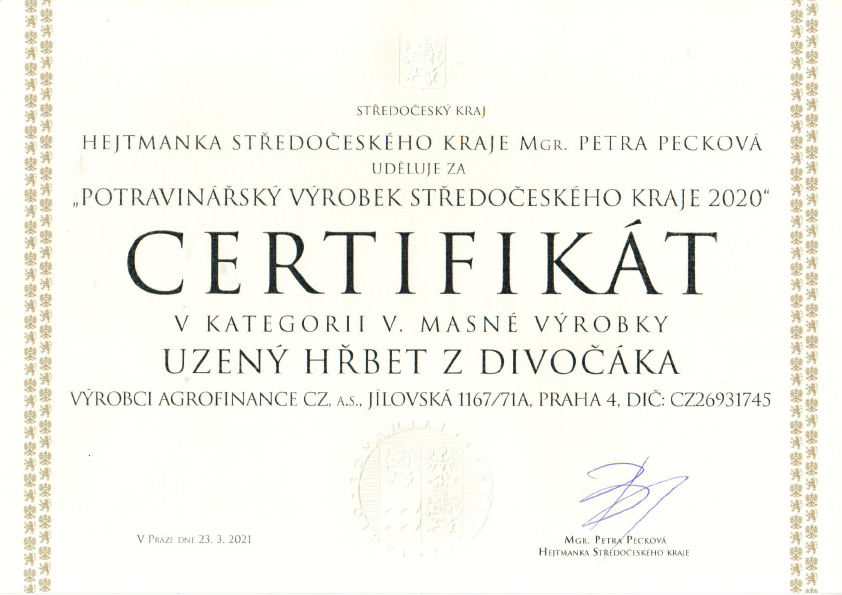 STŘEDOČESKÝ KRAJ
HEJTMANKA STŘEDOČESKÉHO KRAJE MGR. PETRA PECKOVÁ
UDĚLUJE ZA
„POTRAVINÁŘSKÝ VÝROBEK STŘEDOČESKÉHO KRAJE 2020“
CERTIFIKÁT
V KATEGORII V. MASNÉ VÝROBKY
UZENÝ HŘBET Z DIVOČÁKA
VÝROBCI AGROFINANCE CZ, A.S., JÍLOVSKÁ 1167/71A, PRAHA 4, DIČ: CZ26931745
V PRAZE DNE 23. 3. 2021
MGR. PETRA PECKOVÁ
HEJTMANKA STŘEDOČESKÉHO KRAJE